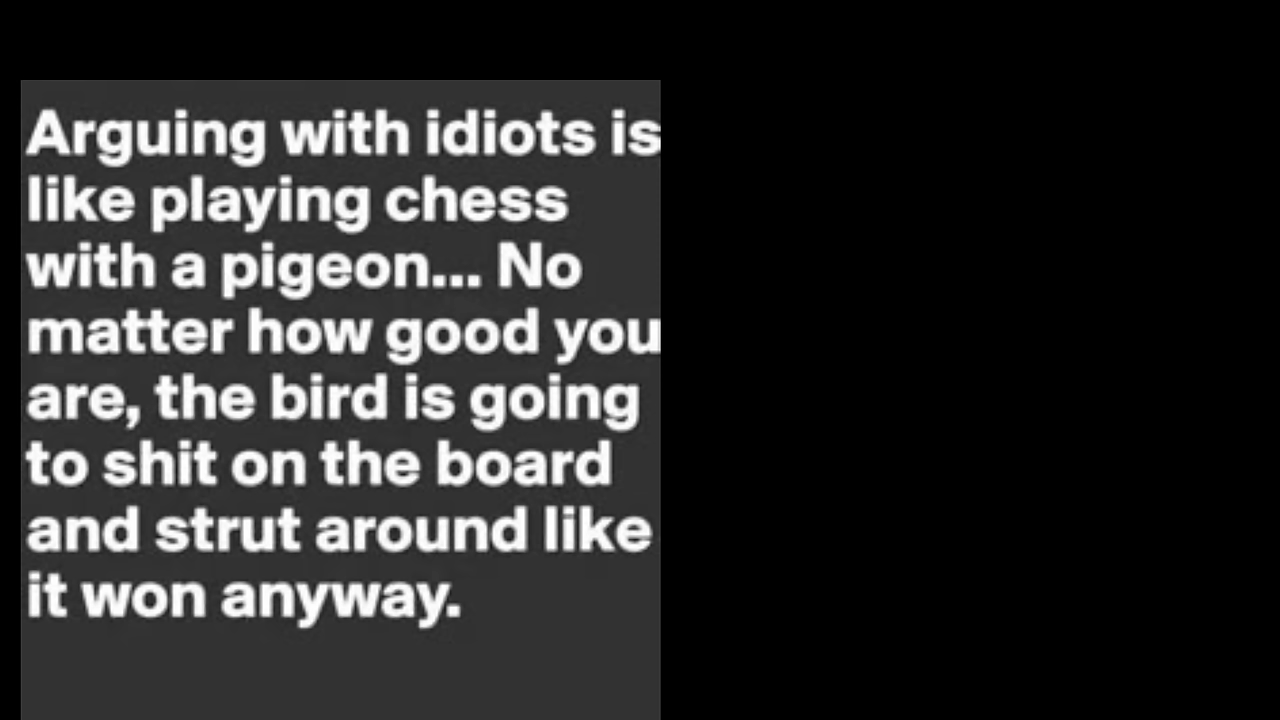 Arguing with idiots is
like playing chess
with a pigeon... No
matter how good you
are, the bird is going
to shit on the board
and strut around like
it won anyway.